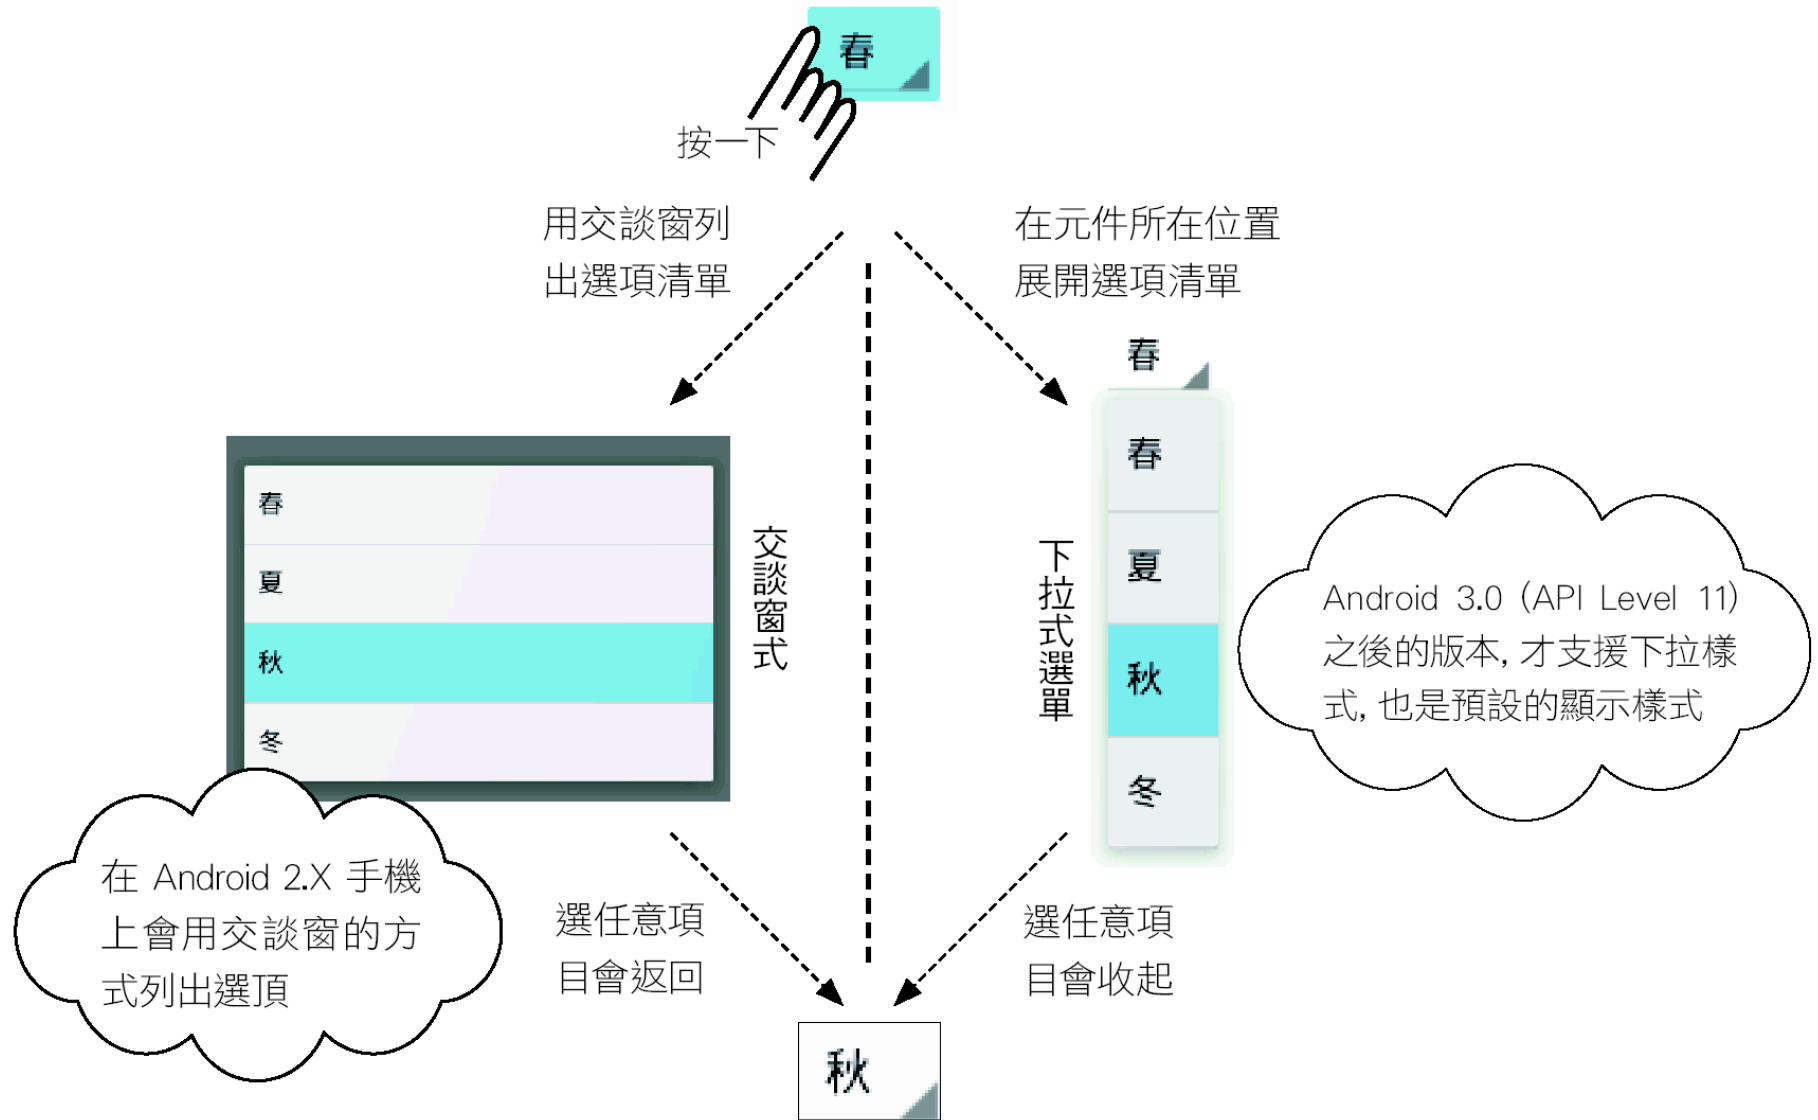 春
按一下
用交談窗列
出選項清單
在元件所在位置
展開選項清單
春
夏
秋
冬
交談窗式
春
春
夏
秋
冬
下拉式選單
Android 3.0 (API Level 11)
之後的版本, 才支援下拉樣
式, 也是預設的顯示樣式
在 Android 2.X 手機
上會用交談窗的方
式列出選頂
選任意項
目會返回
選任意項
目會收起
秋